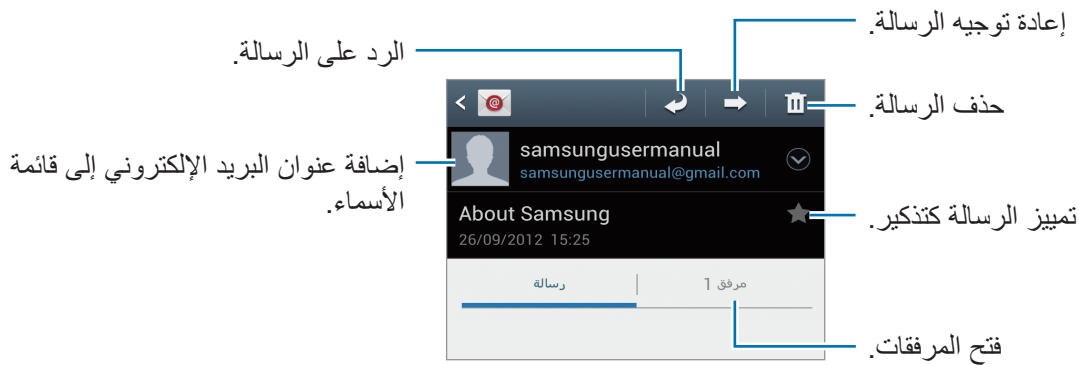 إعادة توجيه الرسالة.
الرد على الرسالة.
حذف الرسالة.
samsungusermanual
samsungusermanual@gmail.com
إضافة عنوان البريد الإلكتروني إلى قائمة
الأسماء.
About Samsung
26/09/2012 15:25
تمييز الرسالة كتذكير.
رسالة
مرفق 1
فتح المرفقات.